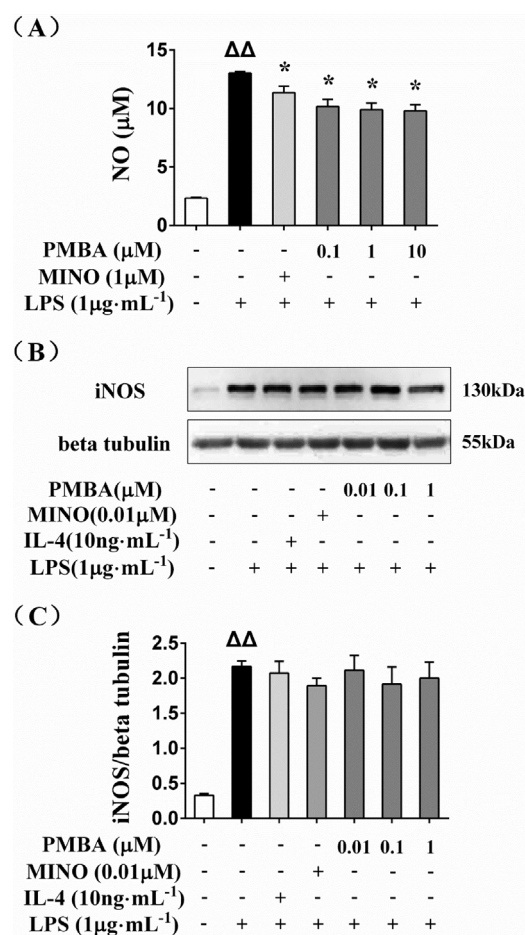 （A）
ΔΔ
*
*
*
*
15
10
5
0
NO (μM)
PMBA (μM) - - - 0.1 1 10
MINO (1μM) - - + - - -
LPS (1μg·mL-1) - + + + + +
（B）
iNOS 130kDa
beta tubulin 55kDa
PMBA(μM) - - - - 0.01 0.1 1
MINO(0.01μM) - - - + - - -
IL-4(10ng·mL-1) - - + - - - -
LPS(1μg·mL-1) - + + + + + +
（C）
ΔΔ
2.5
2.0
1.5
1.0
0.5
0.0
iNOS/beta tubulin
PMBA (μM) - - - - 0.01 0.1 1
MINO (0.01μM) - - - + - - -
IL-4 (10ng·mL-1) - - + - - - -
LPS (1μg·mL-1) - + + + + + +